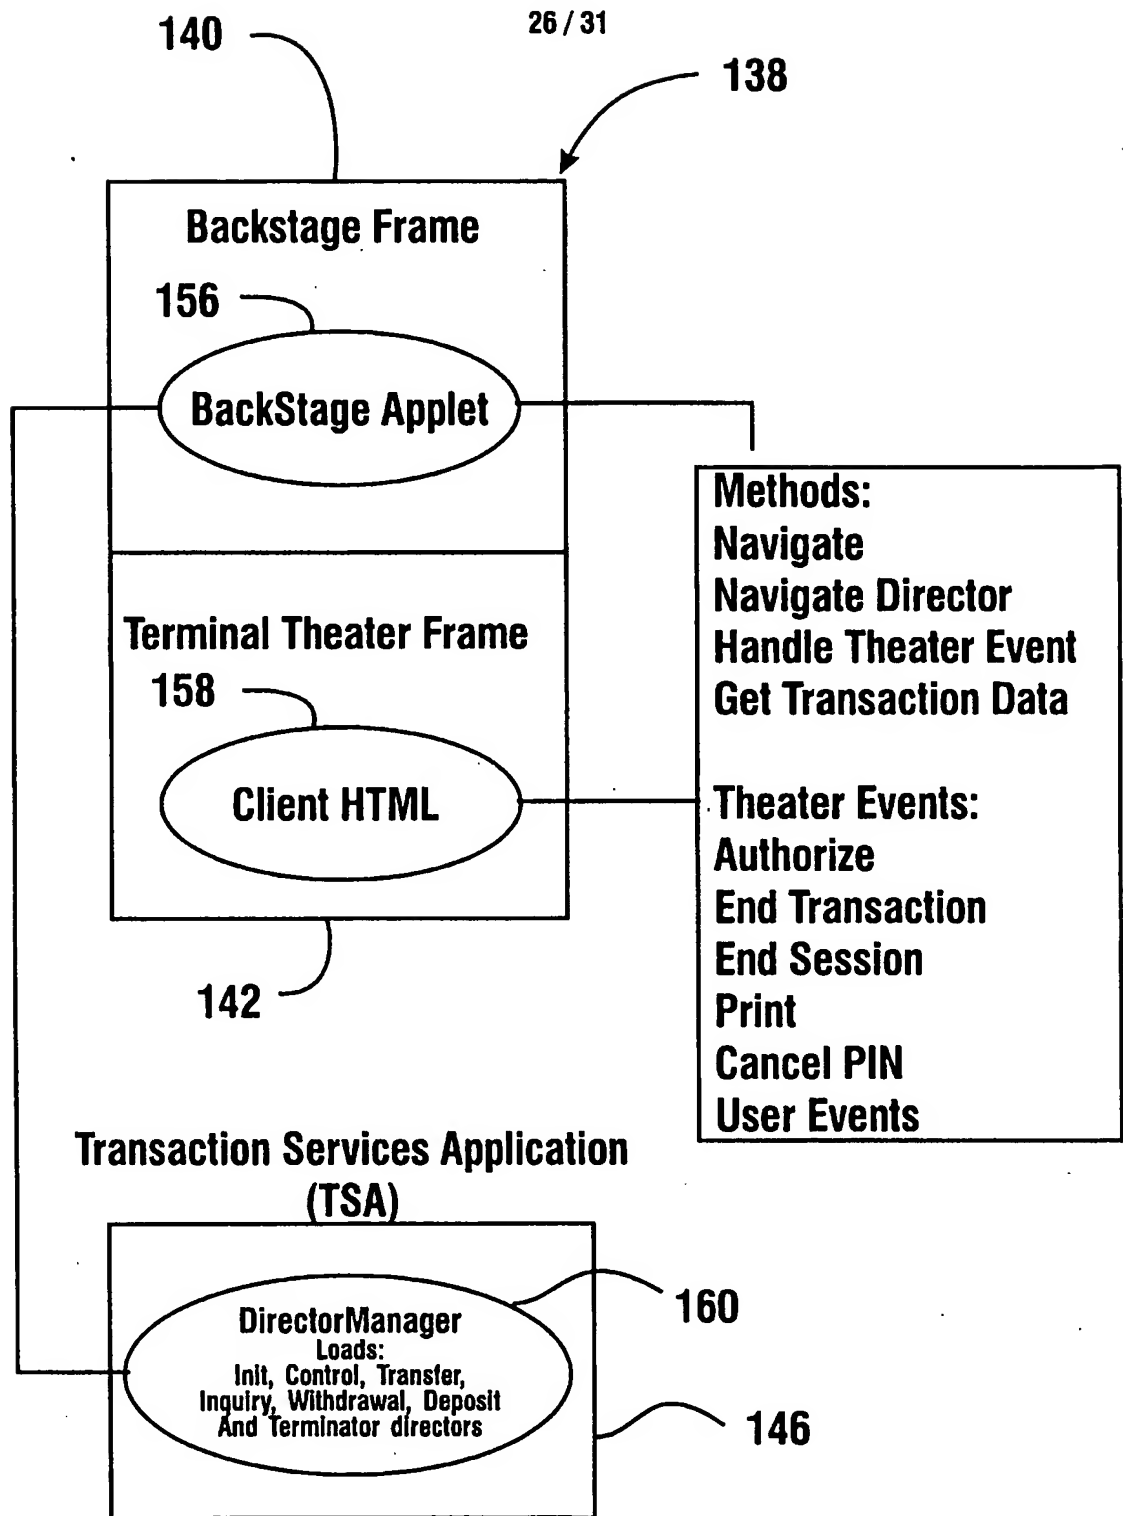 26 / 31
140
138
Backstage Frame
156
BackStage Applet
Methods:
Navigate
Navigate Director
Handle Theater Event
Get Transaction Data
Theater Events:
Authorize
End Transaction
End Session
Print
Cancel PIN
User Events
Terminal Theater Frame
158
Client HTML
142
Transaction Services Application
(TSA)
DirectorManager
Loads:
Init, Control, Transfer,
Inquiry, Withdrawal, Deposit
And Terminator directors
160
146